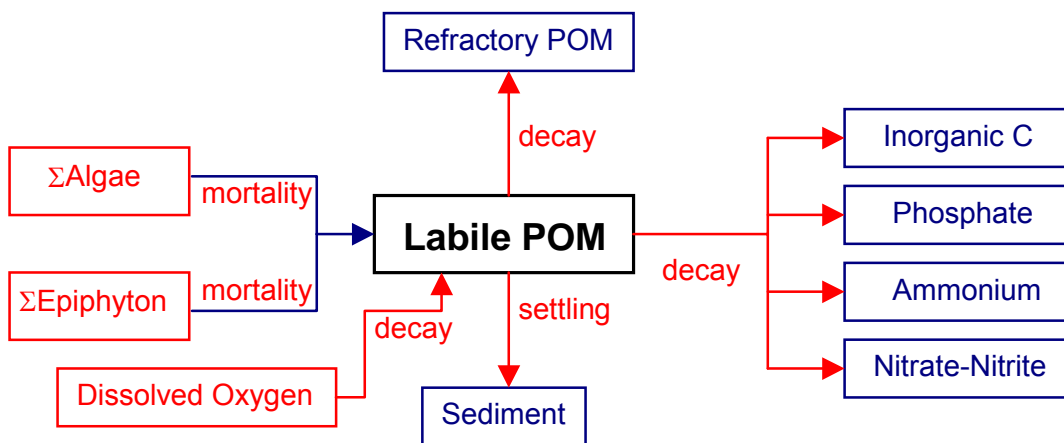 Refractory POM
decay
Inorganic C
ΣAlgae
mortality
Phosphate
Labile POM
decay
ΣEpiphyton
mortality
Ammonium
settling
decay
Nitrate-Nitrite
Dissolved Oxygen
Sediment